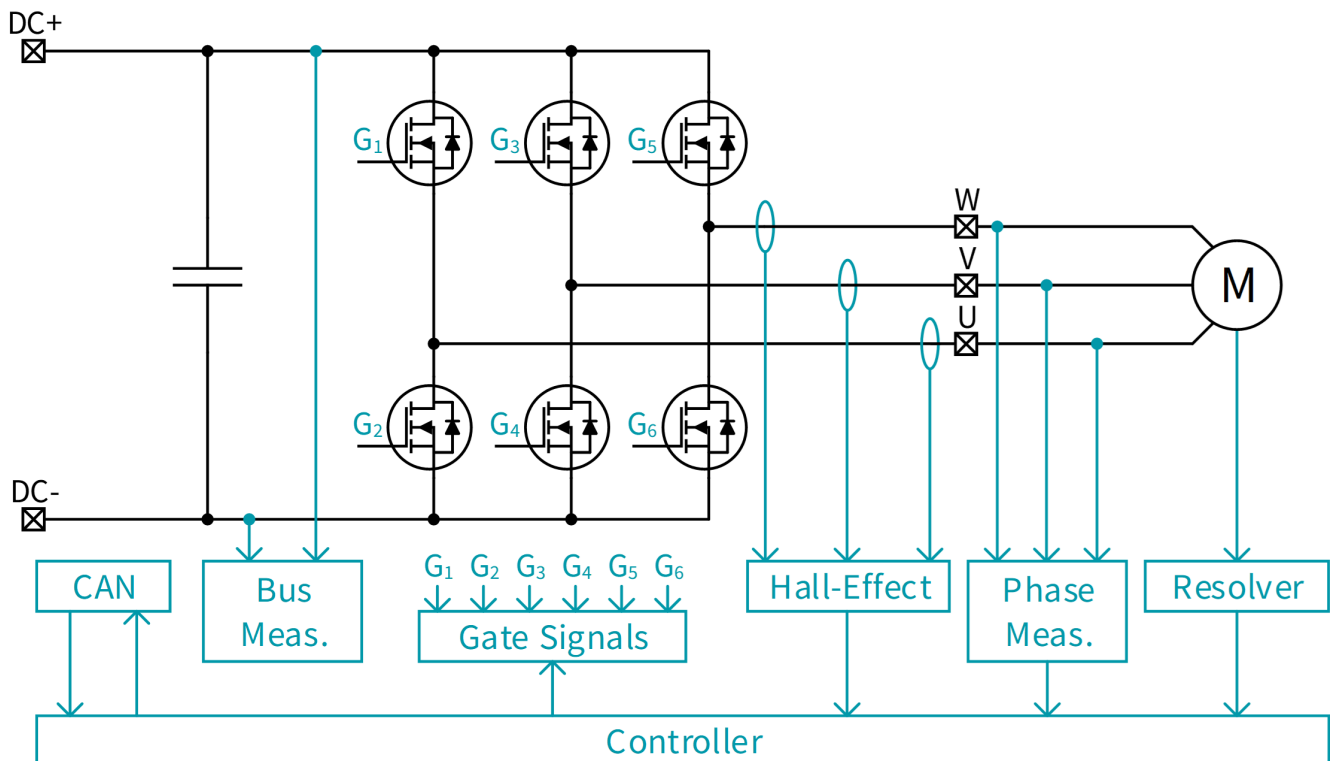 DC+
G₁
G₃
G₅
W
V
M
U
G₂
G₄
G₆
DC-
CAN
Bus
Meas.
G₁ G₂ G₃ G₄ G₅ G₆
Gate Signals
Hall-Effect
Phase
Meas.
Resolver
Controller